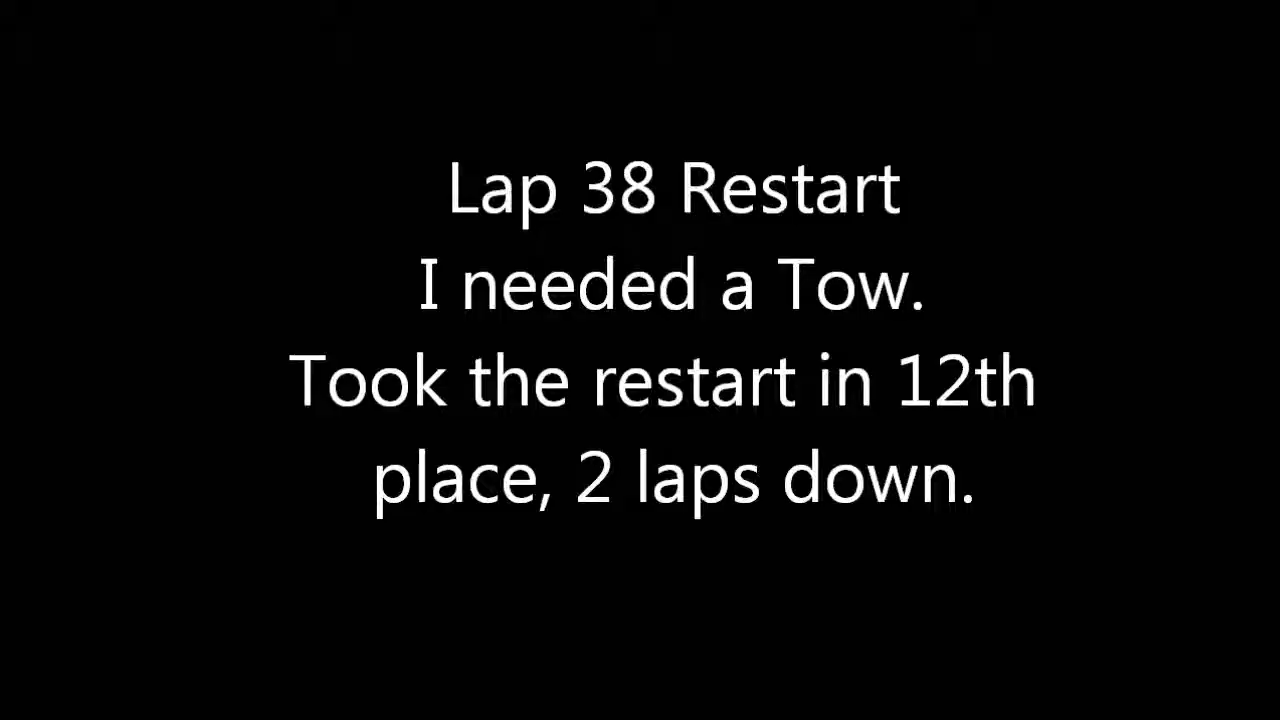 Lap 38 Restart
I needed a Tow.
Took the restart in 12th
place, 2 laps down.